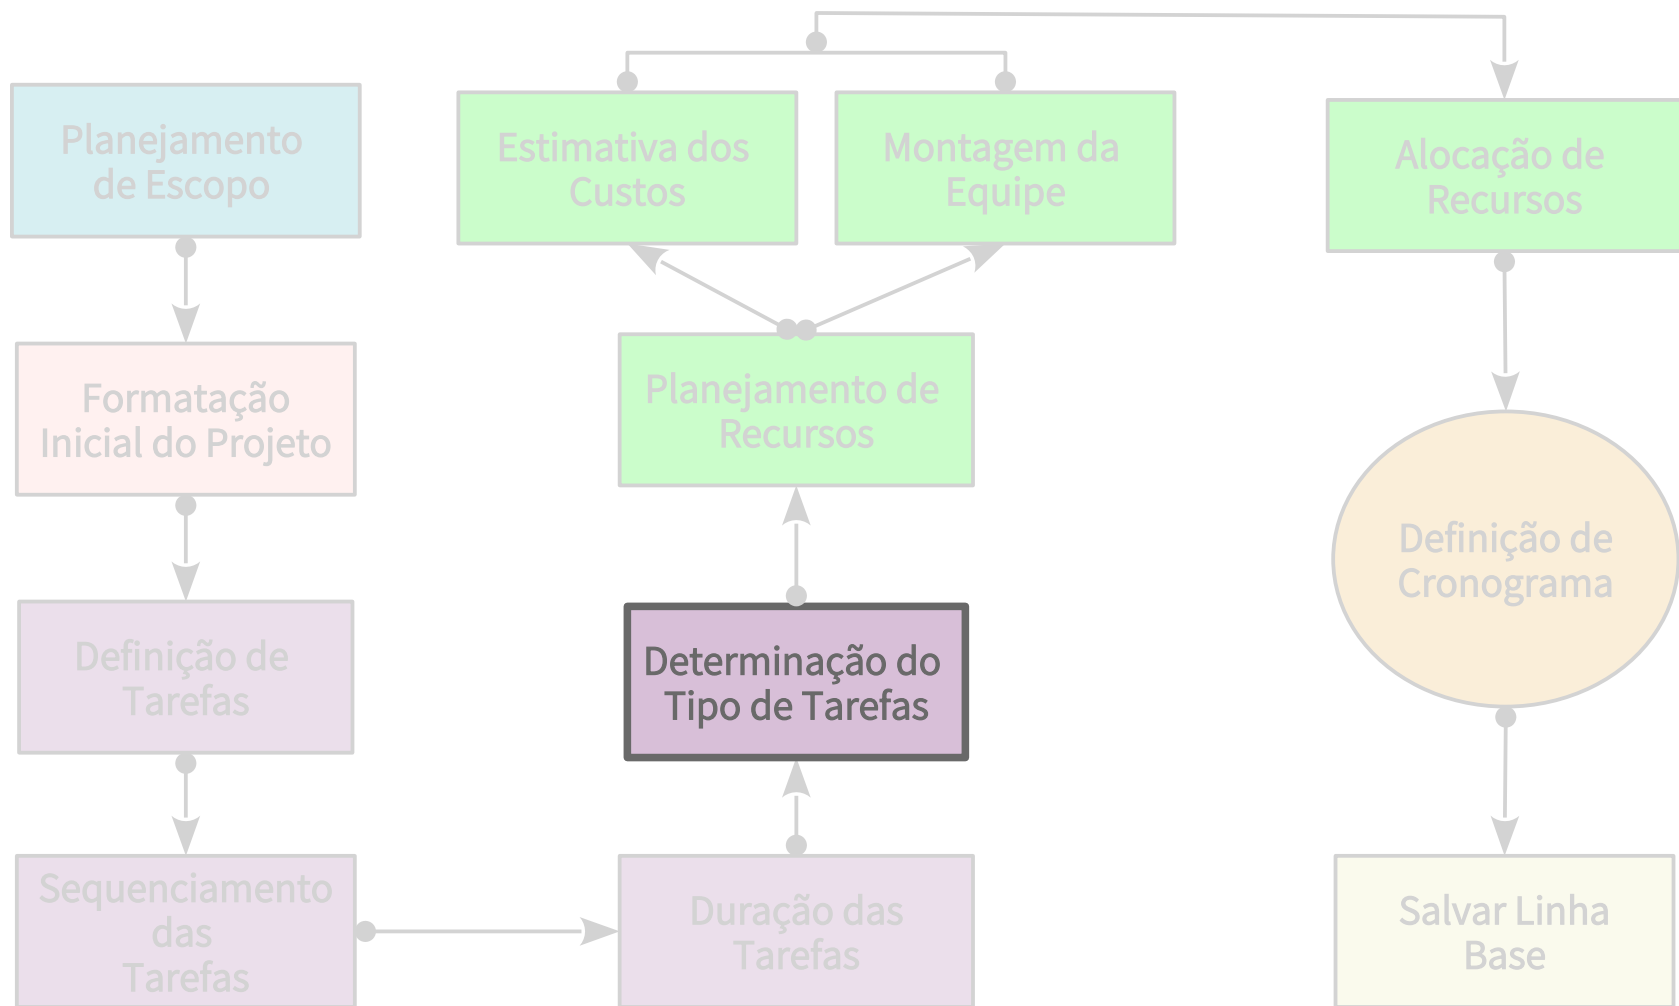 Planejamento
de Escopo
Formatação
Inicial do Projeto
Definição de
Tarefas
Sequenciamento
das
Tarefas
Duração das
Tarefas
Determinação do
Tipo de Tarefas
Planejamento de
Recursos
Estimativa dos
Custos
Montagem da
Equipe
Alocação de
Recursos
Definição de
Cronograma
Salvar Linha
Base